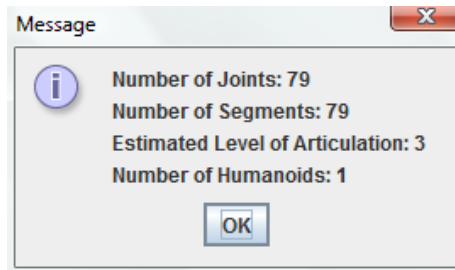 Message
Number of Joints: 79
Number of Segments: 79
Estimated Level of Articulation: 3
Number of Humanoids: 1
OK